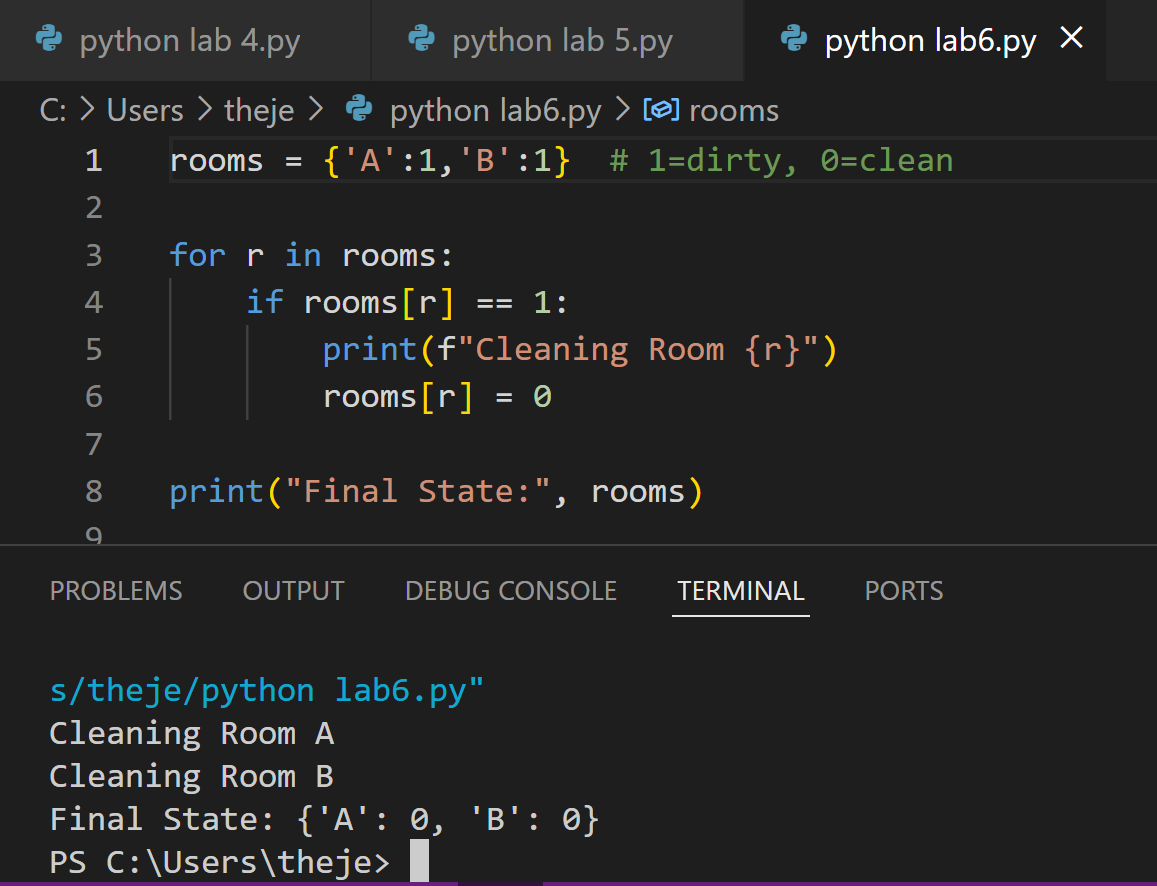 python lab 4.py python lab 5.py python lab6.py
C: > Users > theje > python lab6.py > rooms
1 rooms = {'A':1,'B':1}  # 1=dirty, 0=clean
2
3 for r in rooms:
4     if rooms[r] == 1:
5         print(f"Cleaning Room {r}")
6         rooms[r] = 0
7
8 print("Final State:", rooms)
9
PROBLEMS OUTPUT DEBUG CONSOLE TERMINAL PORTS
s/theje/python lab6.py"
Cleaning Room A
Cleaning Room B
Final State: {'A': 0, 'B': 0}
PS C:\Users\theje>